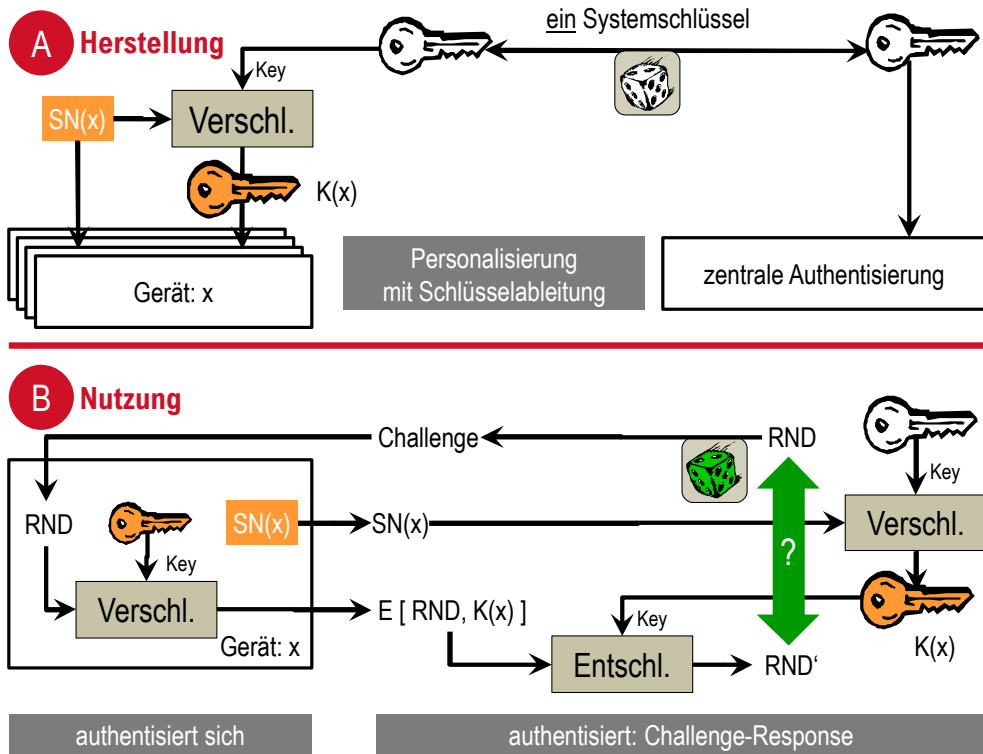 A Herstellung
ein Systemschlüssel
Key
SN(x)
Verschl.
K(x)
Gerät: x
Personalisierung
mit Schlüsselableitung
zentrale Authentisierung
B Nutzung
Challenge
RND
Key
RND
SN(x)
SN(x)
Verschl.
?
Key
Verschl.
E [ RND, K(x) ]
Key
Gerät: x
Entschl.
RND‘
K(x)
authentisiert sich
authentisiert: Challenge-Response